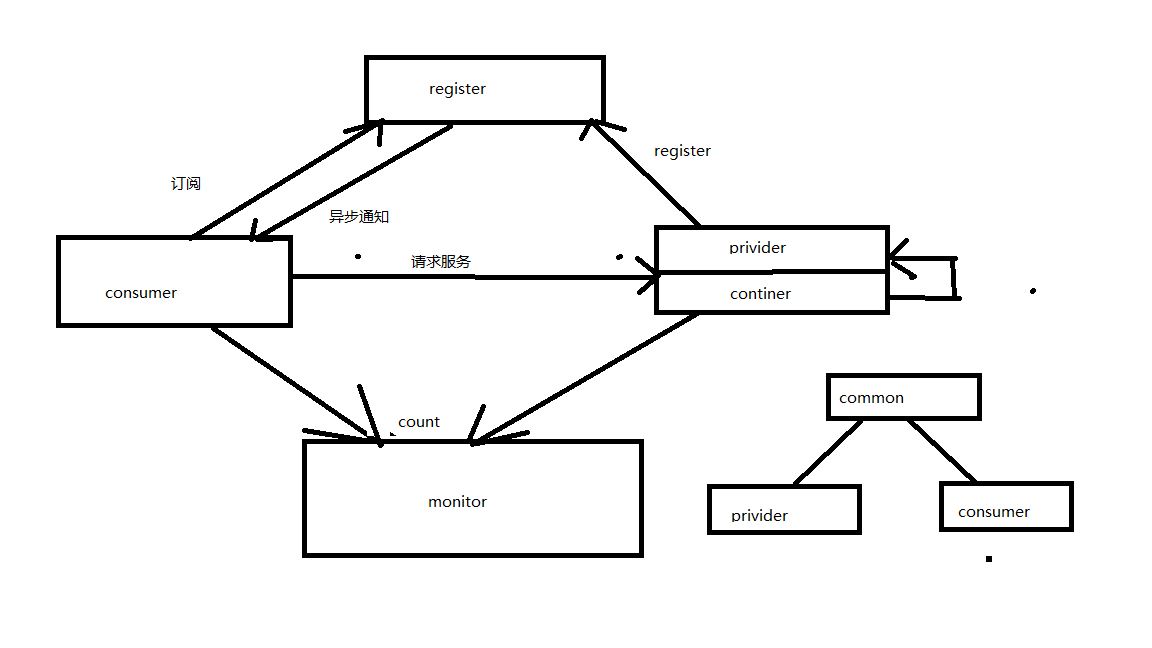 register
register
订阅
异步通知
privider
请求服务
consumer
continer
common
count
monitor
privider
consumer